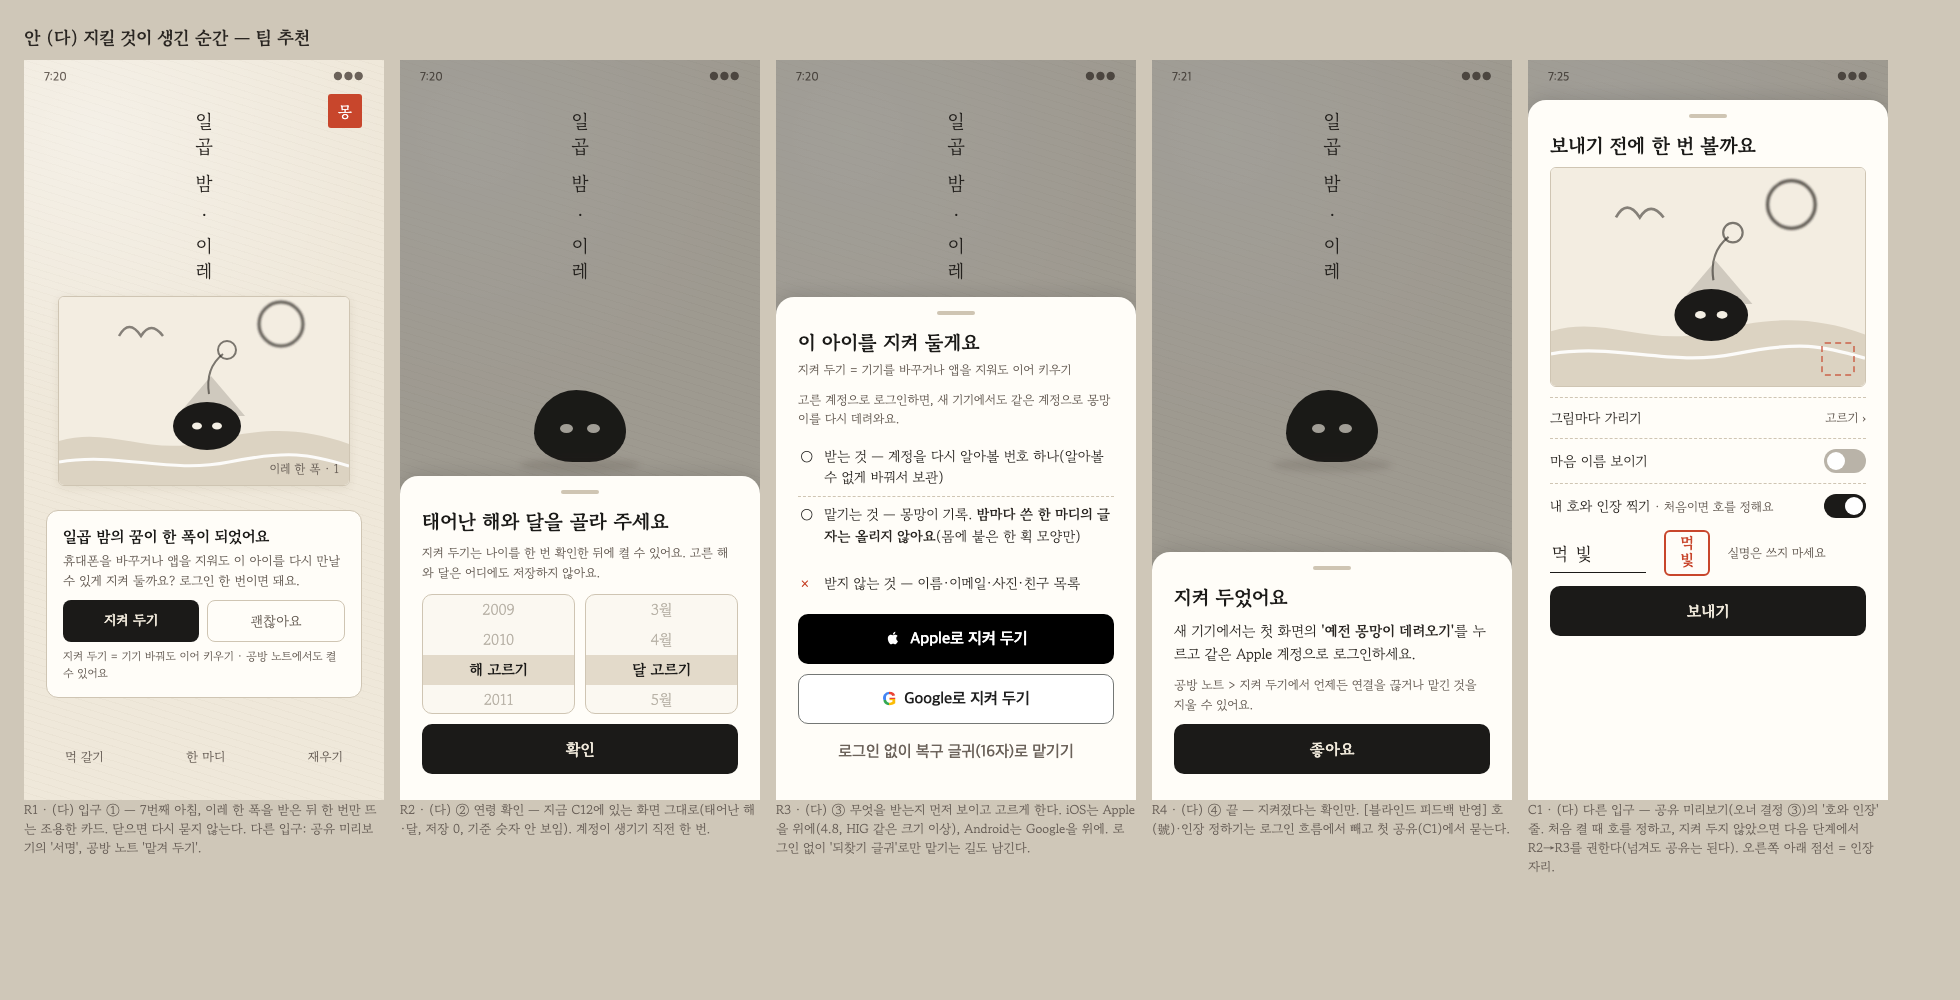 안 (다) 지킬 것이 생긴 순간 — 팀 추천
7:20
몽
일곱 밤 · 이레
이레 한 폭 · 1
일곱 밤의 꿈이 한 폭이 되었어요
휴대폰을 바꾸거나 앱을 지워도 이 아이를 다시 만날
수 있게 지켜 둘까요? 로그인 한 번이면 돼요.
지켜 두기
괜찮아요
지켜 두기 = 기기 바꿔도 이어 키우기 · 공방 노트에서도 켤
수 있어요
먹 갈기
한 마디
재우기
R1 · (다) 입구 ① — 7번째 아침, 이레 한 폭을 받은 뒤 한 번만 뜨
는 조용한 카드. 닫으면 다시 묻지 않는다. 다른 입구: 공유 미리보
기의 '서명', 공방 노트 '맡겨 두기'.
7:20
일곱 밤 · 이레
태어난 해와 달을 골라 주세요
지켜 두기는 나이를 한 번 확인한 뒤에 켤 수 있어요. 고른 해
와 달은 어디에도 저장하지 않아요.
2009
2010
해 고르기
2011
3월
4월
달 고르기
5월
확인
R2 · (다) ② 연령 확인 — 지금 C12에 있는 화면 그대로(태어난 해
·달, 저장 0, 기준 숫자 안 보임). 계정이 생기기 직전 한 번.
7:20
일곱 밤 · 이레
이 아이를 지켜 둘게요
지켜 두기 = 기기를 바꾸거나 앱을 지워도 이어 키우기
고른 계정으로 로그인하면, 새 기기에서도 같은 계정으로 몽망
이를 다시 데려와요.
받는 것 — 계정을 다시 알아볼 번호 하나(알아볼
수 없게 바꿔서 보관)
맡기는 것 — 몽망이 기록. 밤마다 쓴 한 마디의 글
자는 올리지 않아요(몸에 붙은 한 획 모양만)
× 받지 않는 것 — 이름·이메일·사진·친구 목록
Apple로 지켜 두기
Google로 지켜 두기
로그인 없이 복구 글귀(16자)로 맡기기
R3 · (다) ③ 무엇을 받는지 먼저 보이고 고르게 한다. iOS는 Apple
을 위에(4.8, HIG 같은 크기 이상), Android는 Google을 위에. 로
그인 없이 '되찾기 글귀'로만 맡기는 길도 남긴다.
7:21
일곱 밤 · 이레
지켜 두었어요
새 기기에서는 첫 화면의 '예전 몽망이 데려오기'를 누
르고 같은 Apple 계정으로 로그인하세요.
공방 노트 > 지켜 두기에서 언제든 연결을 끊거나 맡긴 것을
지울 수 있어요.
좋아요
R4 · (다) ④ 끝 — 지켜졌다는 확인만. [블라인드 피드백 반영] 호
(號)·인장 정하기는 로그인 흐름에서 빼고 첫 공유(C1)에서 묻는다.
7:25
보내기 전에 한 번 볼까요
그림마다 가리기
고르기 ›
마음 이름 보이기
내 호와 인장 찍기 · 처음이면 호를 정해요
먹 빛
먹빛
실명은 쓰지 마세요
보내기
C1 · (다) 다른 입구 — 공유 미리보기(오너 결정 ③)의 '호와 인장'
줄. 처음 켤 때 호를 정하고, 지켜 두지 않았으면 다음 단계에서
R2→R3를 권한다(넘겨도 공유는 된다). 오른쪽 아래 점선 = 인장
자리.